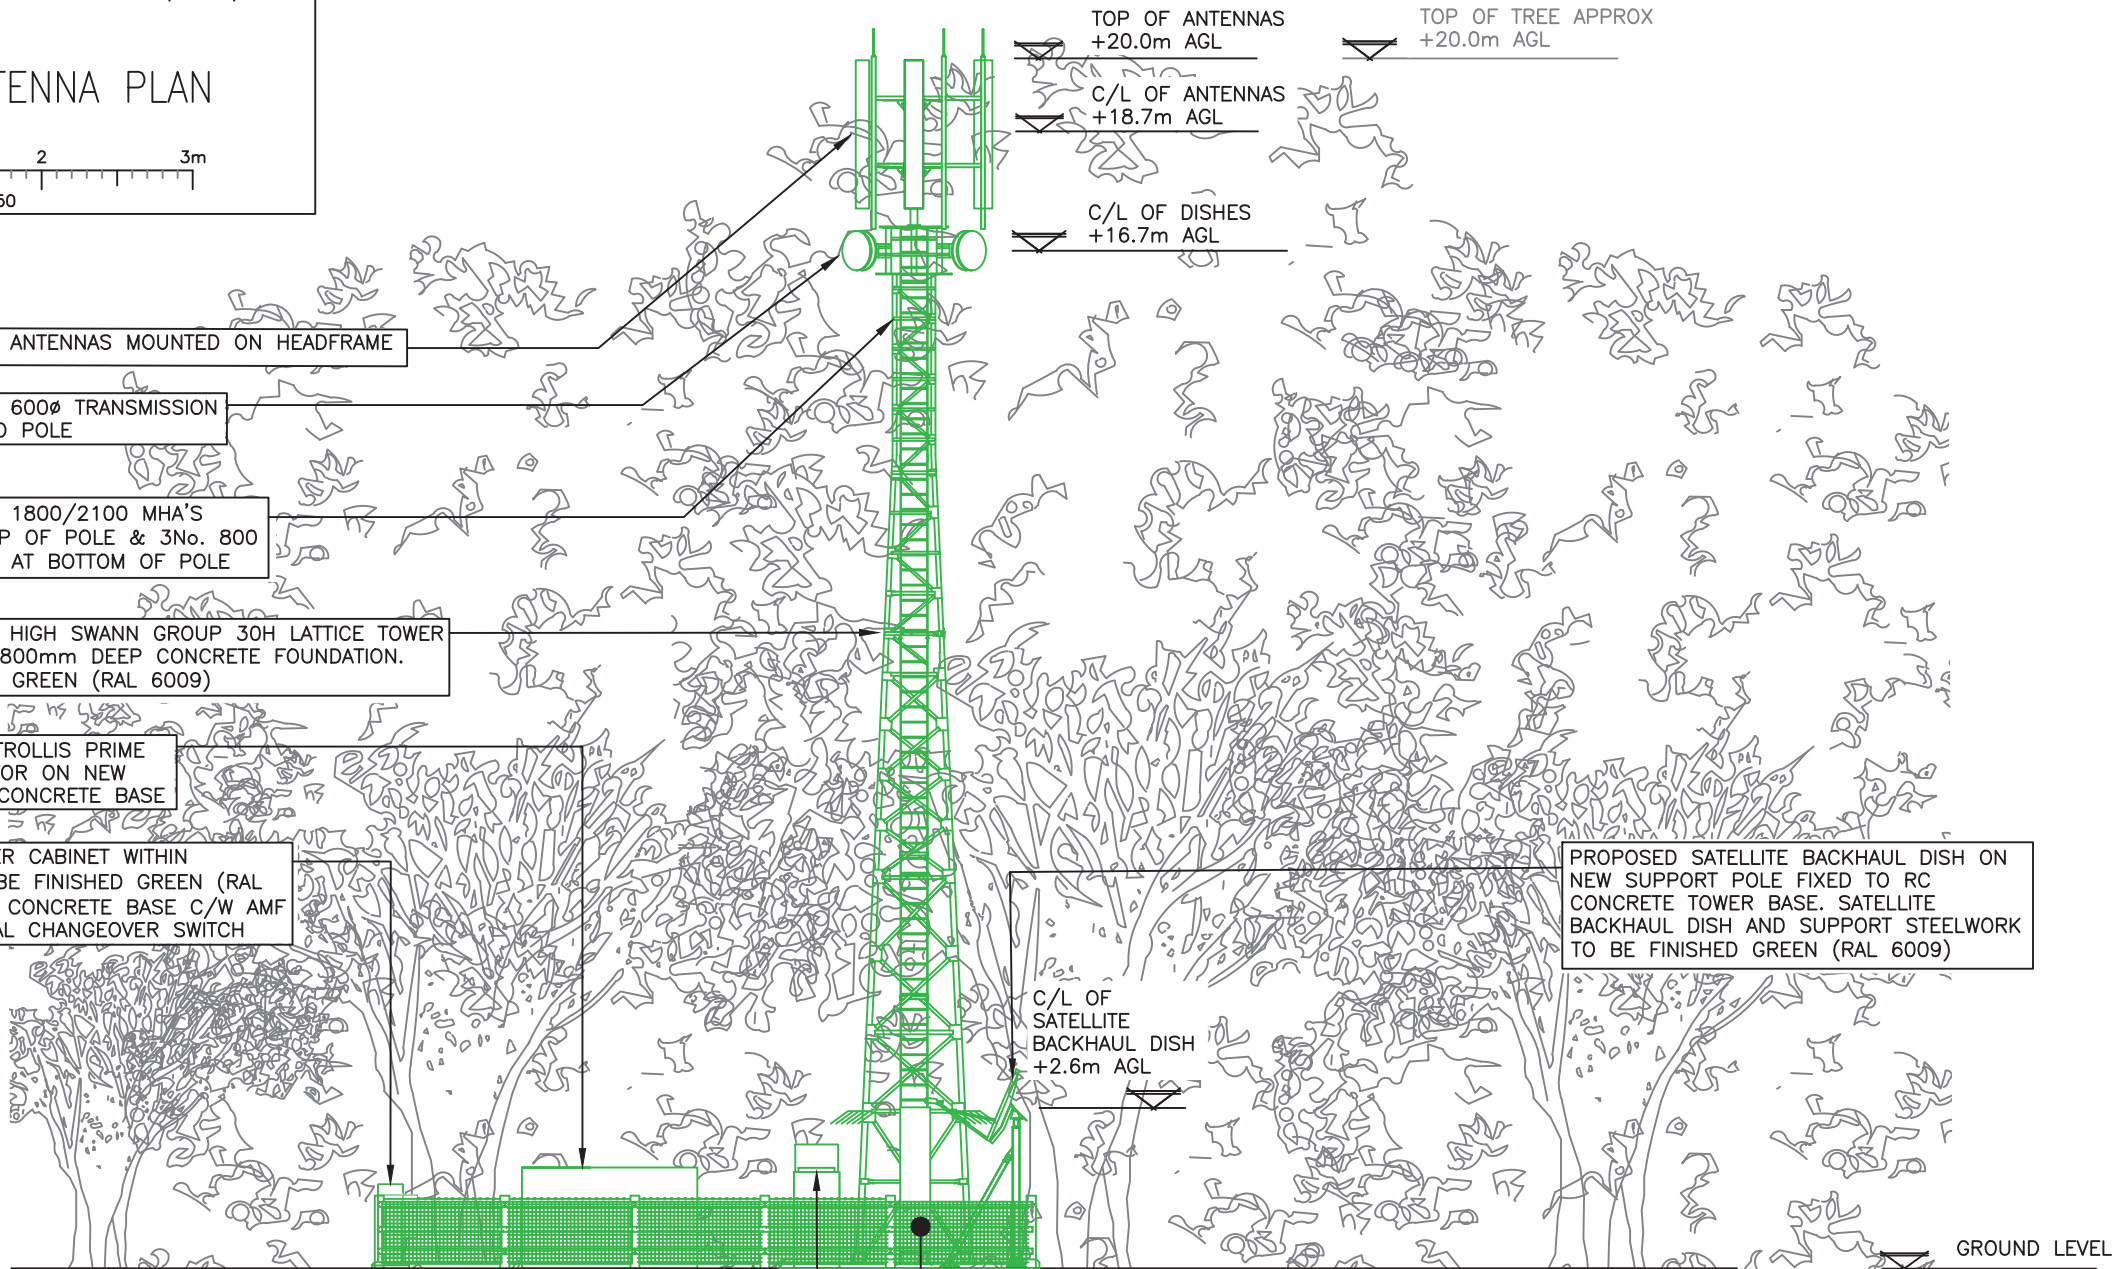 TENNA PLAN
2 3m
50
TOP OF ANTENNAS
+20.0m AGL
TOP OF TREE APPROX
+20.0m AGL
C/L OF ANTENNAS
+18.7m AGL
C/L OF DISHES
+16.7m AGL
ANTENNAS MOUNTED ON HEADFRAME
600ø TRANSMISSION
O POLE
1800/2100 MHA'S
P OF POLE & 3No. 800
AT BOTTOM OF POLE
HIGH SWANN GROUP 30H LATTICE TOWER
800mm DEEP CONCRETE FOUNDATION.
GREEN (RAL 6009)
TROLLIS PRIME
TOR ON NEW
CONCRETE BASE
ER CABINET WITHIN
BE FINISHED GREEN (RAL
CONCRETE BASE C/W AMF
AL CHANGEOVER SWITCH
PROPOSED SATELLITE BACKHAUL DISH ON
NEW SUPPORT POLE FIXED TO RC
CONCRETE TOWER BASE. SATELLITE
BACKHAUL DISH AND SUPPORT STEELWORK
TO BE FINISHED GREEN (RAL 6009)
C/L OF
SATELLITE
BACKHAUL DISH
+2.6m AGL
GROUND LEVEL